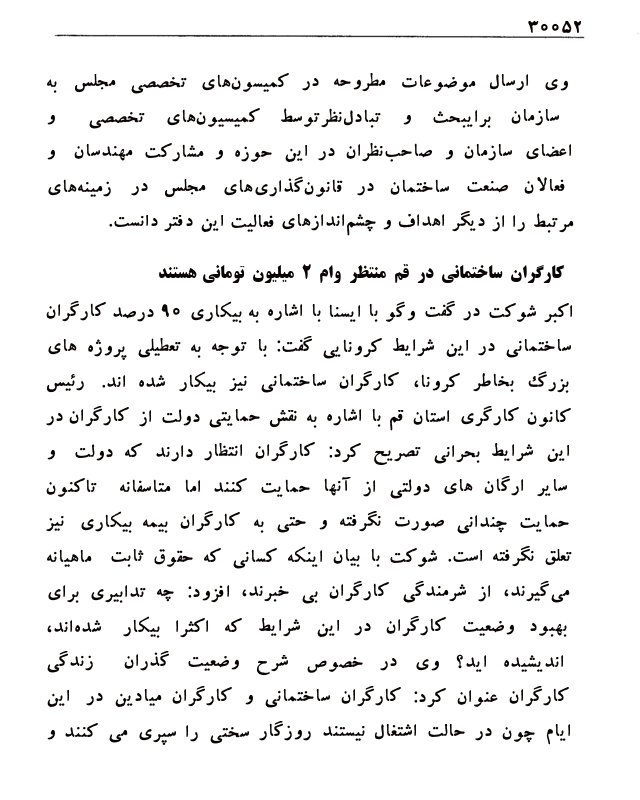 ۳۰۰۵۲
وی ارسال موضوعات مطروحه در کمیسون‌های تخصصی مجلس به
سازمان برایبحث و تبادل‌نظرتوسط کمیسیون‌های تخصصی و
اعضای سازمان و صاحب‌نظران در این حوزه و مشارکت مهندسان و
فعالان صنعت ساختمان در قانون‌گذاری‌های مجلس در زمینه‌های
مرتبط را از دیگر اهداف و چشم‌اندازهای فعالیت این دفتر دانست.
کارگران ساختمانی در قم منتظر وام ۲ میلیون تومانی هستند
اکبر شوکت در گفت وگو با ایسنا با اشاره به بیکاری ۹۰ درصد کارگران
ساختمانی در این شرایط کرونایی گفت: با توجه به تعطیلی پروژه های
بزرگ بخاطر کرونا، کارگران ساختمانی نیز بیکار شده اند. رئیس
کانون کارگری استان قم با اشاره به نقش حمایتی دولت از کارگران در
این شرایط بحرانی تصریح کرد: کارگران انتظار دارند که دولت و
سایر ارگان های دولتی از آنها حمایت کنند اما متاسفانه تاکنون
حمایت چندانی صورت نگرفته و حتی به کارگران بیمه بیکاری نیز
تعلق نگرفته است. شوکت با بیان اینکه کسانی که حقوق ثابت ماهیانه
می‌گیرند، از شرمندگی کارگران بی خبرند، افزود: چه تدابیری برای
بهبود وضعیت کارگران در این شرایط که اکثرا بیکار شده‌اند،
اندیشیده اید؟ وی در خصوص شرح وضعیت گذران زندگی
کارگران عنوان کرد: کارگران ساختمانی و کارگران میادین در این
ایام چون در حالت اشتغال نیستند روزگار سختی را سپری می کنند و